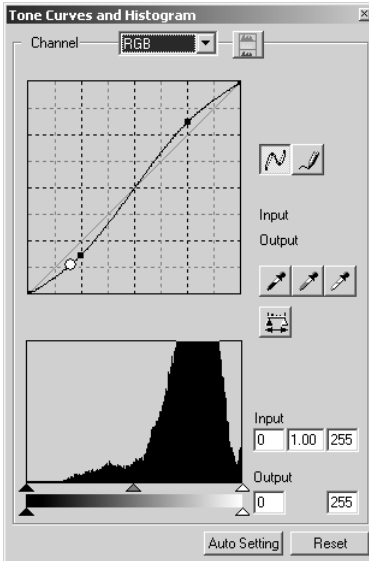 Tone Curves and Histogram
Channel RGB
Input
Output
Input
0 1.00 255
Output
0 255
Auto Setting Reset